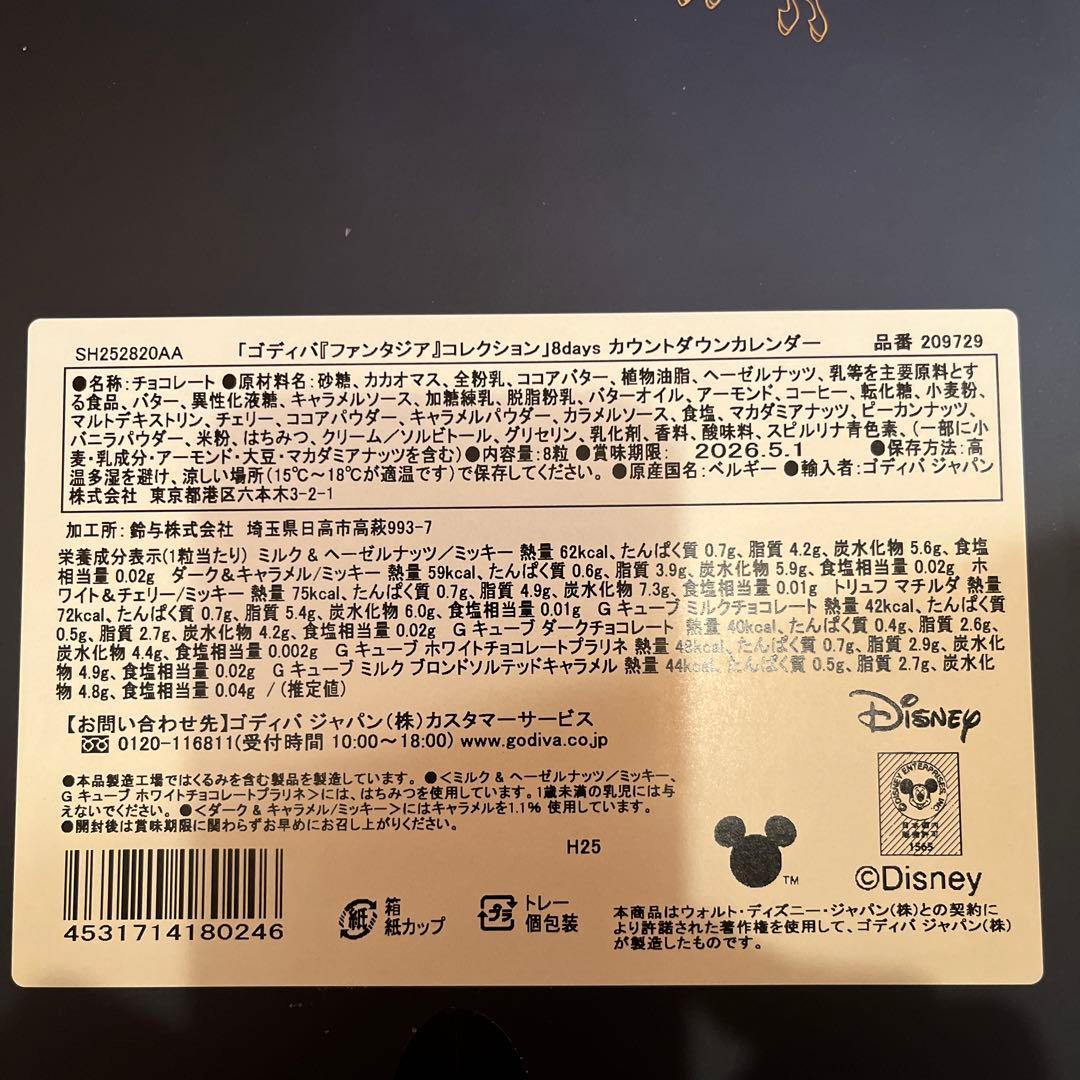 SH252820AA 「ゴディバ『ファンタジア』コレクション」8days カウントダウンカレンダー 品番 209729
●名称:チョコレート ●原材料名:砂糖、カカオマス、全粉乳、ココアバター、植物油脂、ヘーゼルナッツ、乳等を主要原料とす
る食品、バター、異性化液糖、キャラメルソース、加糖練乳、脱脂粉乳、バターオイル、アーモンド、コーヒー、転化糖、小麦粉、
マルトデキストリン、チェリー、ココアパウダー、キャラメルパウダー、カラメルソース、食塩、マカダミアナッツ、ピーカンナッツ、
バニラパウダー、米粉、はちみつ、クリーム/ソルビトール、グリセリン、乳化剤、香料、酸味料、スピルリナ青色素、(一部に小
麦・乳成分・アーモンド・大豆・マカダミアナッツを含む)●内容量:8粒 ●賞味期限: 2026.5.1 ●保存方法:高
温多湿を避け、涼しい場所(15℃~18℃が適温です)で保存してください。 ●原産国名:ベルギー ●輸入者:ゴディバ ジャパン
株式会社 東京都港区六本木3-2-1
加工所:鈴与株式会社 埼玉県日高市高萩993-7
栄養成分表示(1粒当たり) ミルク & ヘーゼルナッツ/ミッキー 熱量 62kcal、たんぱく質 0.7g、脂質 4.2g、炭水化物 5.6g、食塩
相当量 0.02g ダーク&キャラメル/ミッキー 熱量 59kcal、たんぱく質 0.6g、脂質 3.9g、炭水化物 5.9g、食塩相当量 0.02g ホ
ワイト&チェリー/ミッキー 熱量 75kcal、たんぱく質 0.7g、脂質 4.9g、炭水化物 7.3g、食塩相当量 0.01g トリュフ マチルダ 熱量
72kcal、たんぱく質 0.7g、脂質 5.4g、炭水化物 6.0g、食塩相当量 0.01g G キューブ ミルクチョコレート 熱量 42kcal、たんぱく質
0.5g、脂質 2.7g、炭水化物 4.2g、食塩相当量 0.02g G キューブ ダークチョコレート 熱量 40kcal、たんぱく質 0.4g、脂質 2.6g、
炭水化物 4.4g、食塩相当量 0.002g G キューブ ホワイトチョコレートプラリネ 熱量 48kcal、たんぱく質 0.7g、脂質 2.9g、炭水化
物 4.9g、食塩相当量 0.02g G キューブ ミルク ブロンドソルテッドキャラメル 熱量 44kcal、たんぱく質 0.5g、脂質 2.7g、炭水化
物 4.8g、食塩相当量 0.04g /(推定値)
【お問い合わせ先】ゴディバ ジャパン(株)カスタマーサービス
0120-116811(受付時間 10:00~18:00) www.godiva.co.jp
Disney
●本品製造工場ではくるみを含む製品を製造しています。 ●<ミルク & ヘーゼルナッツ/ミッキー、
G キューブ ホワイトチョコレートプラリネ>には、はちみつを使用しています。1歳未満の乳児には与
えないでください。 ●<ダーク & キャラメル/ミッキー>にはキャラメルを1.1% 使用しています。
●開封後は賞味期限に関わらずお早めにお召し上がりください。
©DISNEY ENTERPRISES, INC.
日本国内
1565
H25
TM
©Disney
4531714180246
紙
箱
紙カップ
プラ
トレー
個包装
本商品はウォルト・ディズニー・ジャパン(株)との契約に
より許諾された著作権を使用して、ゴディバ ジャパン(株)
が製造したものです。